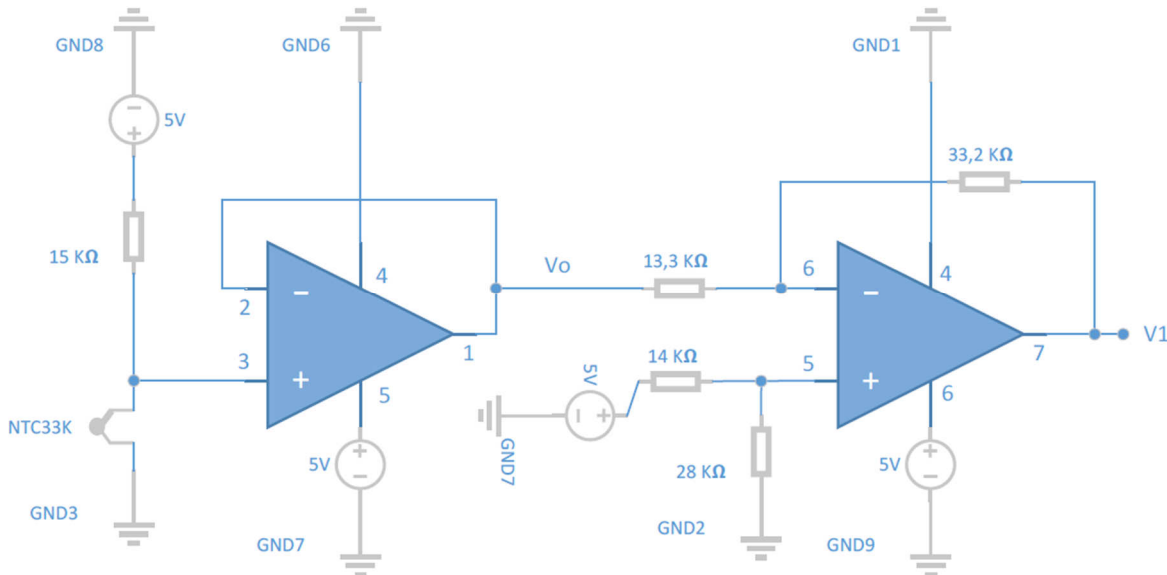 GND8
GND6
GND1
−
+
5V
33,2 KΩ
15 KΩ
4
Vo
13,3 KΩ
6
4
2
−
−
3
+
1
14 KΩ
5
+
7
V1
5
5V
− +
6
NTC33K
5V
+
−
GND7
28 KΩ
5V
+
−
GND3
GND2
GND7
GND9